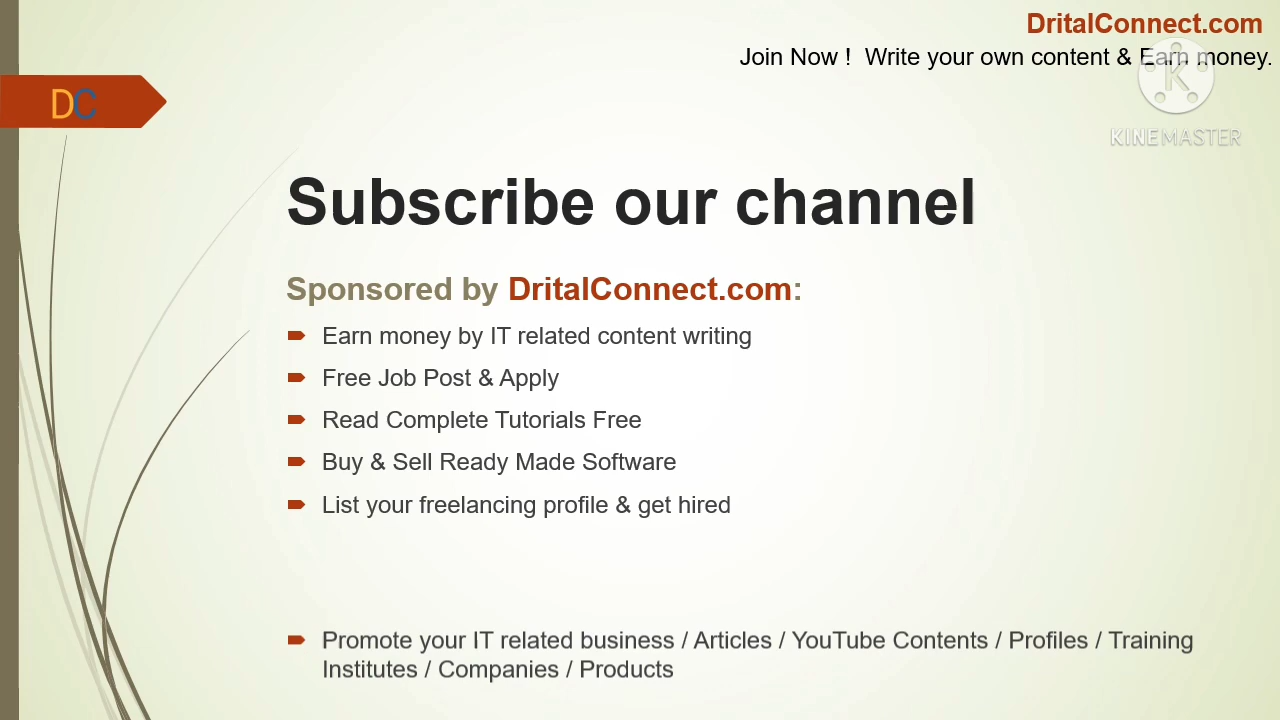 DritalConnect.com
Join Now !  Write your own content & Earn money.
DC
KINEMASTER
Subscribe our channel
Sponsored by DritalConnect.com:
Earn money by IT related content writing
Free Job Post & Apply
Read Complete Tutorials Free
Buy & Sell Ready Made Software
List your freelancing profile & get hired
Promote your IT related business / Articles / YouTube Contents / Profiles / Training
Institutes / Companies / Products